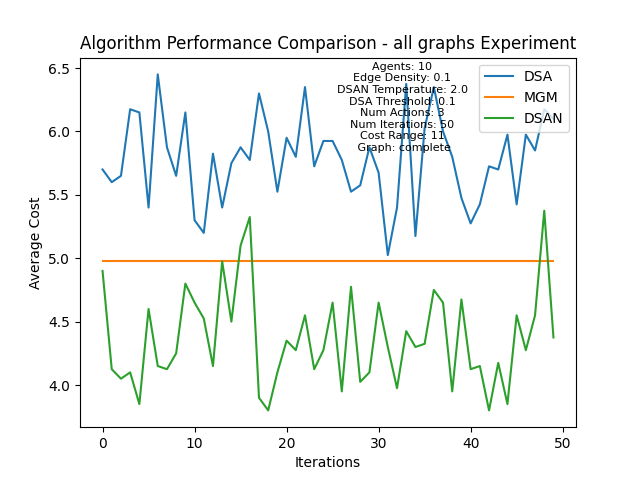 Algorithm Performance Comparison - all graphs Experiment
Agents: 10
Edge Density: 0.1
DSAN Temperature: 2.0
DSA Threshold: 0.1
Num Actions: 3
Num Iterations: 50
Cost Range: 11
Graph: complete
DSA
MGM
DSAN
6.5
6.0
5.5
5.0
4.5
4.0
Average Cost
0 10 20 30 40 50
Iterations